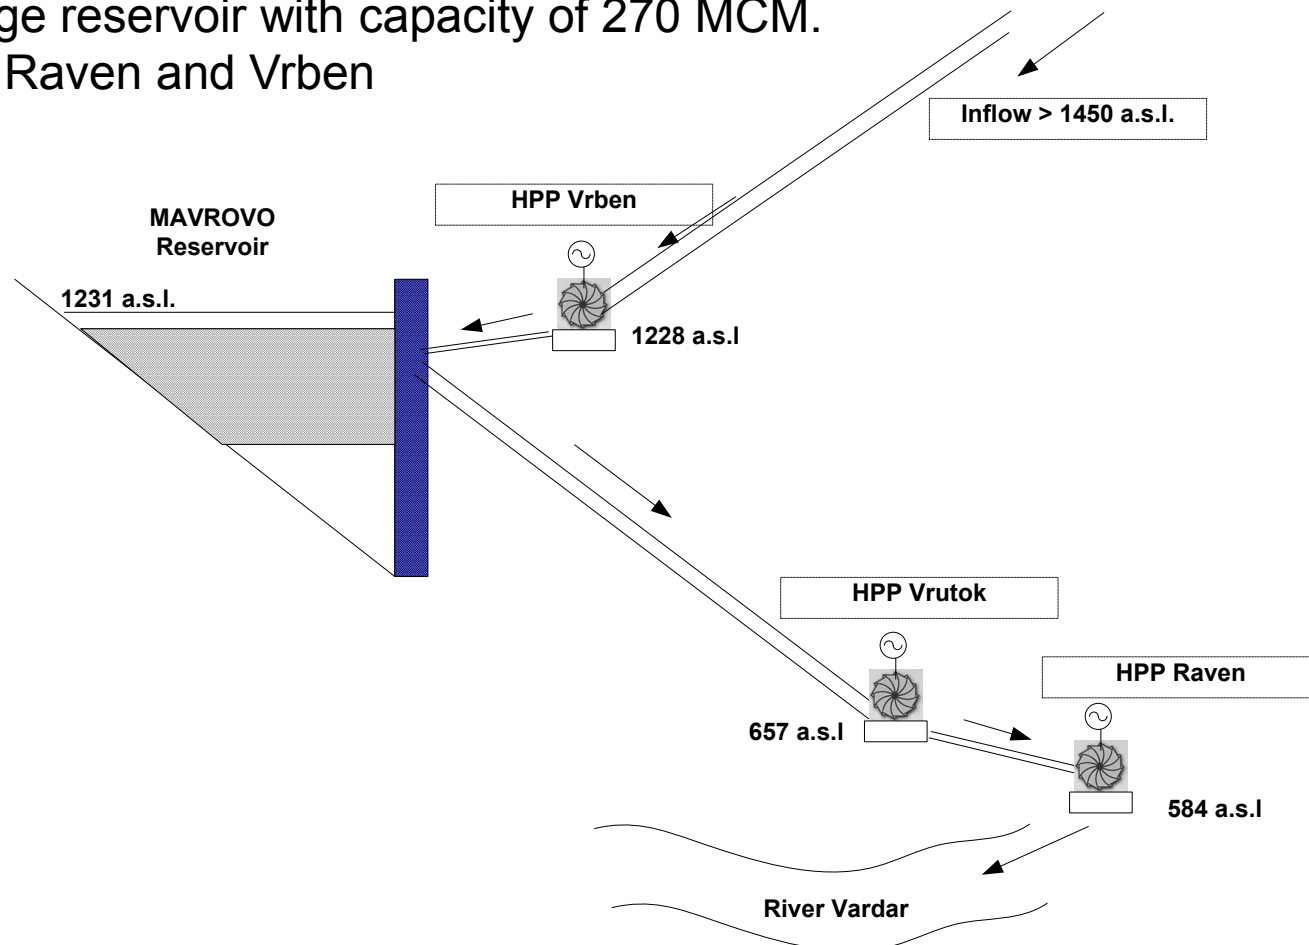 ge reservoir with capacity of 270 MCM.
Raven and Vrben
Inflow > 1450 a.s.l.
HPP Vrben
MAVROVO
Reservoir
1231 a.s.l.
1228 a.s.l
HPP Vrutok
HPP Raven
657 a.s.l
584 a.s.l
River Vardar